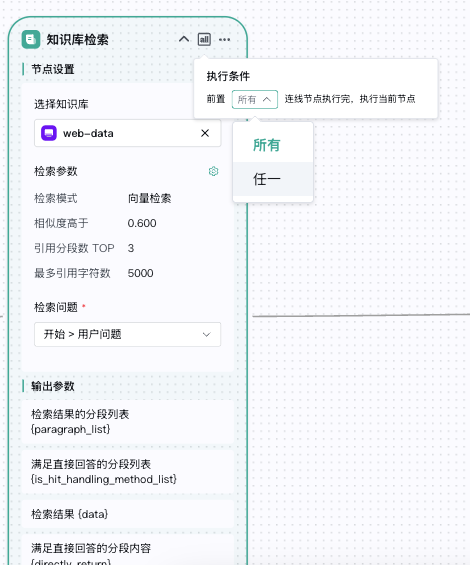 知识库检索
all
节点设置
执行条件
前置 所有 连线节点执行完，执行当前节点
所有
任一
选择知识库
web-data
检索参数
检索模式 向量检索
相似度高于 0.600
引用分段数 TOP 3
最多引用字符数 5000
检索问题 *
开始 > 用户问题
输出参数
检索结果的分段列表
{paragraph_list}
满足直接回答的分段列表
{is_hit_handling_method_list}
检索结果 {data}
满足直接回答的分段内容
{directly_return}